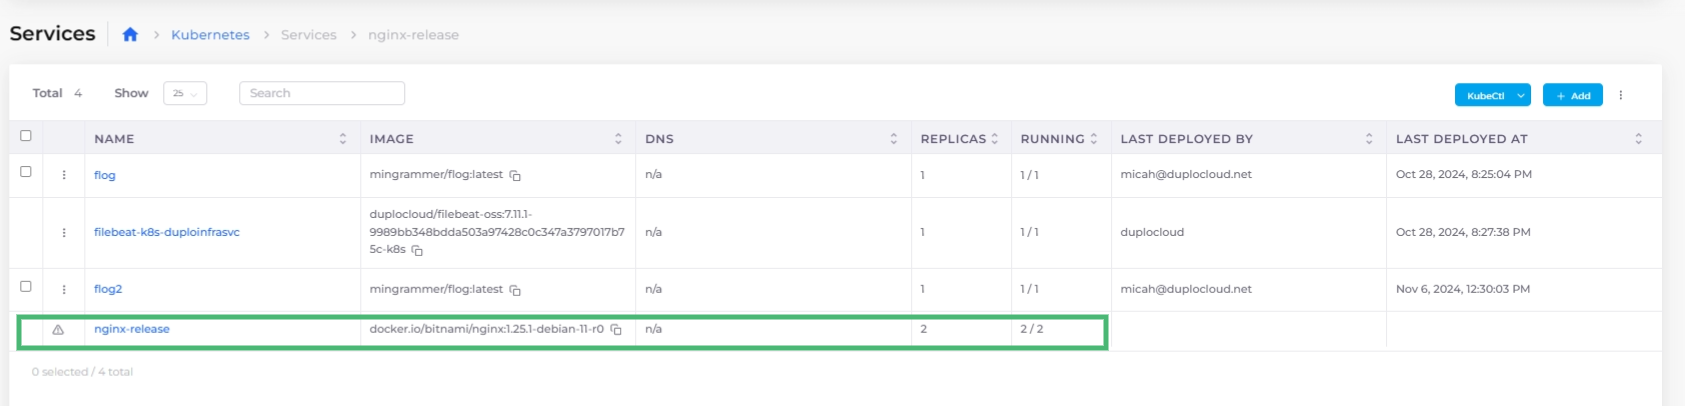 Services > Kubernetes > Services > nginx-release
Total 4 Show 25 Search KubeCtl + Add
NAME IMAGE DNS REPLICAS RUNNING LAST DEPLOYED BY LAST DEPLOYED AT
flog mingrammer/flog:latest n/a 1 1 / 1 micah@duplocloud.net Oct 28, 2024, 8:25:04 PM
duplocloud/filebeat-oss:7.11.1-
filebeat-k8s-duploinfrasvc 9989bb348bdda503a97428c0c347a3797017b7 n/a 1 1 / 1 duplocloud Oct 28, 2024, 8:27:38 PM
5c-k8s
flog2 mingrammer/flog:latest n/a 1 1 / 1 micah@duplocloud.net Nov 6, 2024, 12:30:03 PM
nginx-release docker.io/bitnami/nginx:1.25.1-debian-11-r0 n/a 2 2 / 2
0 selected / 4 total